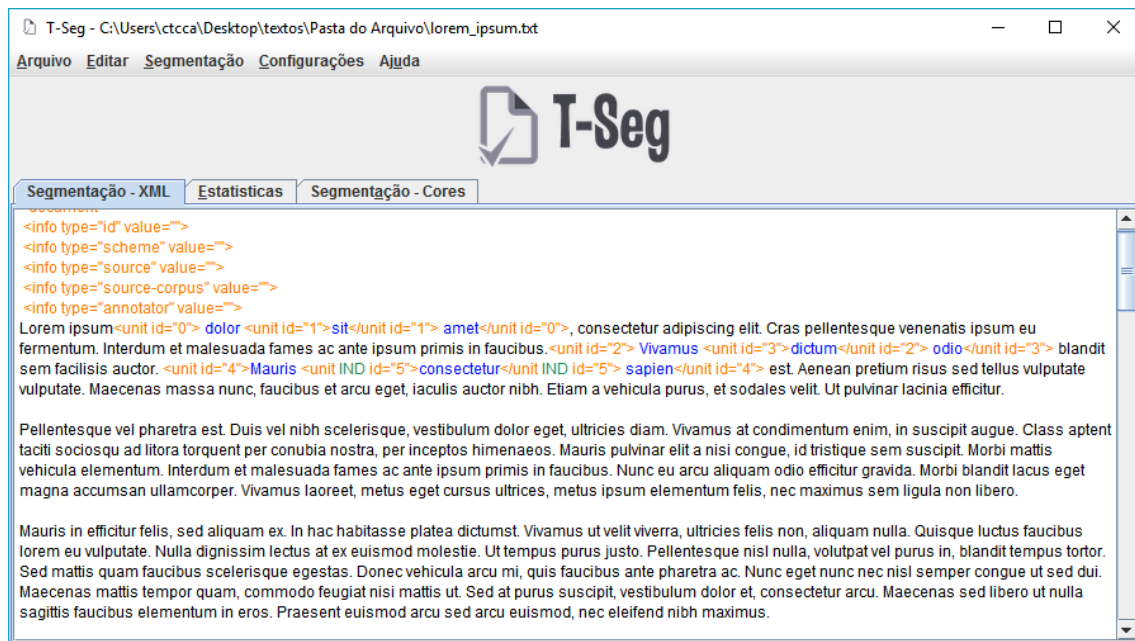 T-Seg - C:\Users\ctcca\Desktop\textos\Pasta do Arquivo\lorem_ipsum.txt
Arquivo Editar Segmentação Configurações Ajuda
T-Seg
Segmentação - XML Estatisticas Segmentação - Cores
<info type="id" value="">
<info type="scheme" value="">
<info type="source" value="">
<info type="source-corpus" value="">
<info type="annotator" value="">
Lorem ipsum<unit id="0"> dolor <unit id="1">sit</unit id="1"> amet</unit id="0">, consectetur adipiscing elit. Cras pellentesque venenatis ipsum eu
fermentum. Interdum et malesuada fames ac ante ipsum primis in faucibus.<unit id="2"> Vivamus <unit id="3">dictum</unit id="2"> odio</unit id="3"> blandit
sem facilisis auctor. <unit id="4">Mauris <unit IND id="5">consectetur</unit IND id="5"> sapien</unit id="4"> est. Aenean pretium risus sed tellus vulputate
vulputate. Maecenas massa nunc, faucibus et arcu eget, iaculis auctor nibh. Etiam a vehicula purus, et sodales velit. Ut pulvinar lacinia efficitur.
Pellentesque vel pharetra est. Duis vel nibh scelerisque, vestibulum dolor eget, ultricies diam. Vivamus at condimentum enim, in suscipit augue. Class aptent
taciti sociosqu ad litora torquent per conubia nostra, per inceptos himenaeos. Mauris pulvinar elit a nisi congue, id tristique sem suscipit. Morbi mattis
vehicula elementum. Interdum et malesuada fames ac ante ipsum primis in faucibus. Nunc eu arcu aliquam odio efficitur gravida. Morbi blandit lacus eget
magna accumsan ullamcorper. Vivamus laoreet, metus eget cursus ultrices, metus ipsum elementum felis, nec maximus sem ligula non libero.
Mauris in efficitur felis, sed aliquam ex. In hac habitasse platea dictumst. Vivamus ut velit viverra, ultricies felis non, aliquam nulla. Quisque luctus faucibus
lorem eu vulputate. Nulla dignissim lectus at ex euismod molestie. Ut tempus purus justo. Pellentesque nisl nulla, volutpat vel purus in, blandit tempus tortor.
Sed mattis quam faucibus scelerisque egestas. Donec vehicula arcu mi, quis faucibus ante pharetra ac. Nunc eget nunc nec nisl semper congue ut sed dui.
Maecenas mattis tempor quam, commodo feugiat nisi mattis ut. Sed at purus suscipit, vestibulum dolor et, consectetur arcu. Maecenas sed libero ut nulla
sagittis faucibus elementum in eros. Praesent euismod arcu sed arcu euismod, nec eleifend nibh maximus.